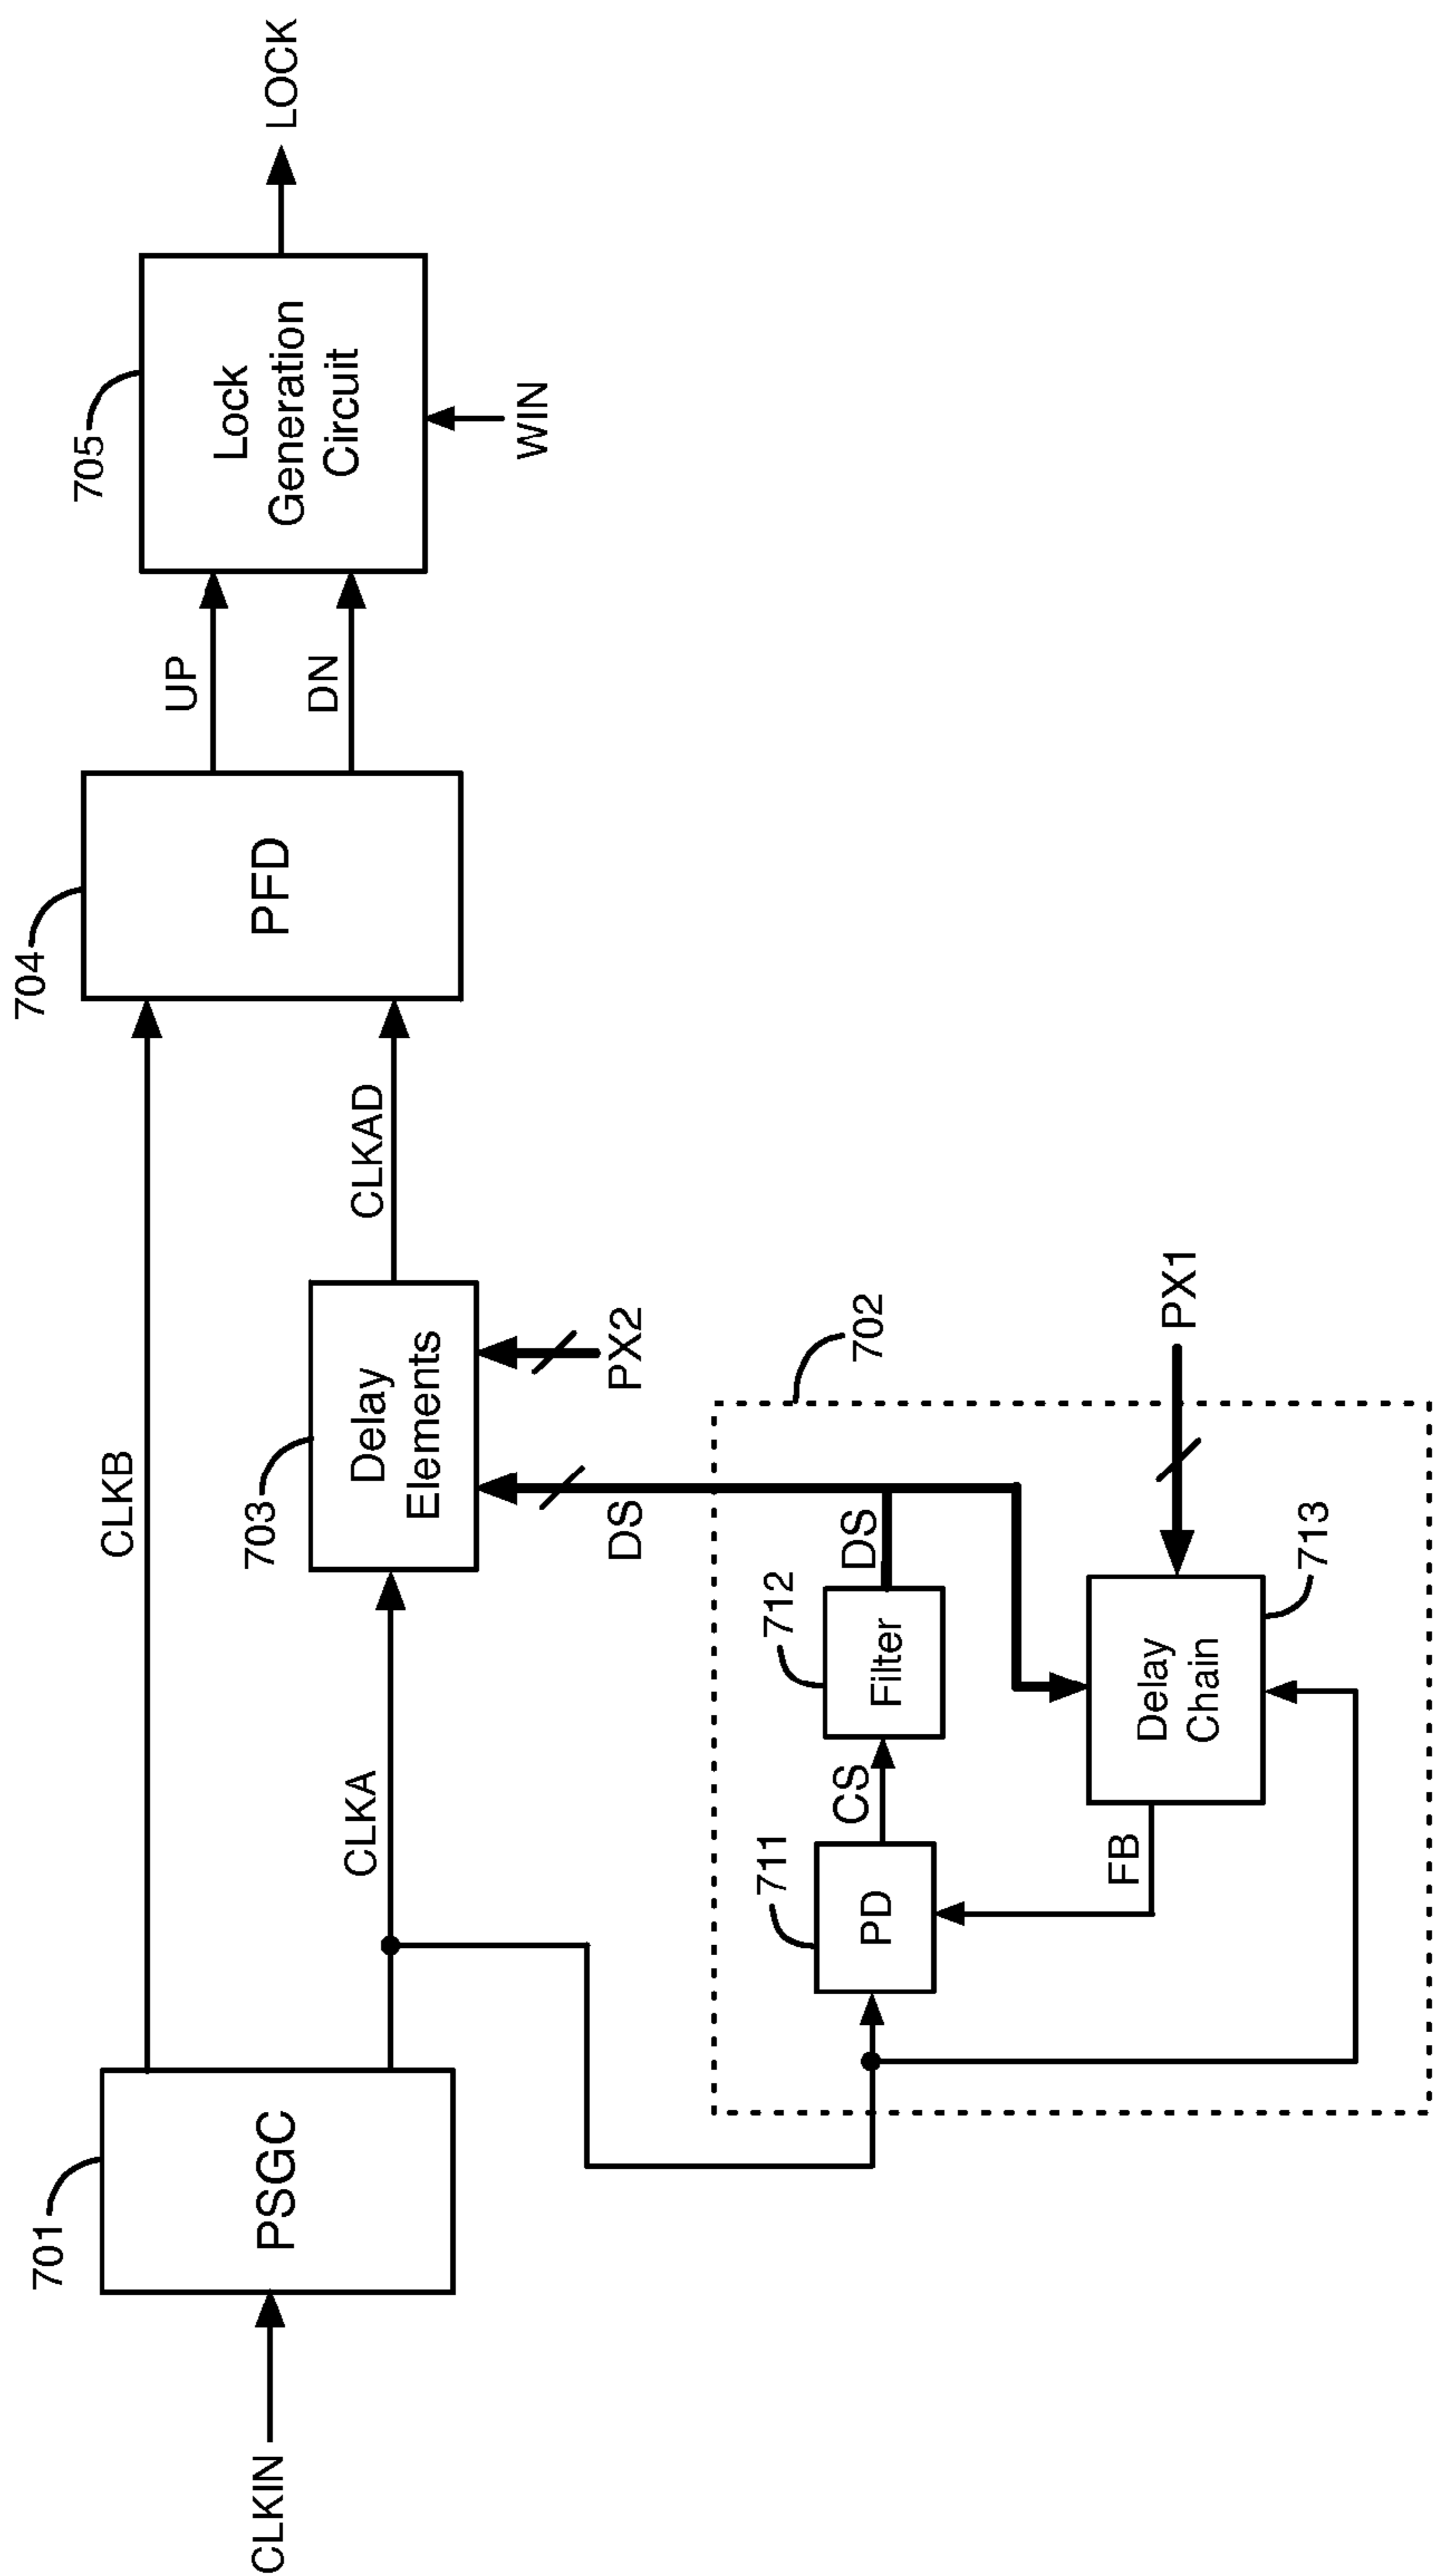 CLKIN
701
PSGC
CLKB
CLKA
703
Delay
Elements
DS
PX2
CLKAD
704
PFD
UP
DN
705
Lock
Generation
Circuit
WIN
LOCK
702
711
PD
CS
712
Filter
DS
FB
Delay
Chain
713
PX1